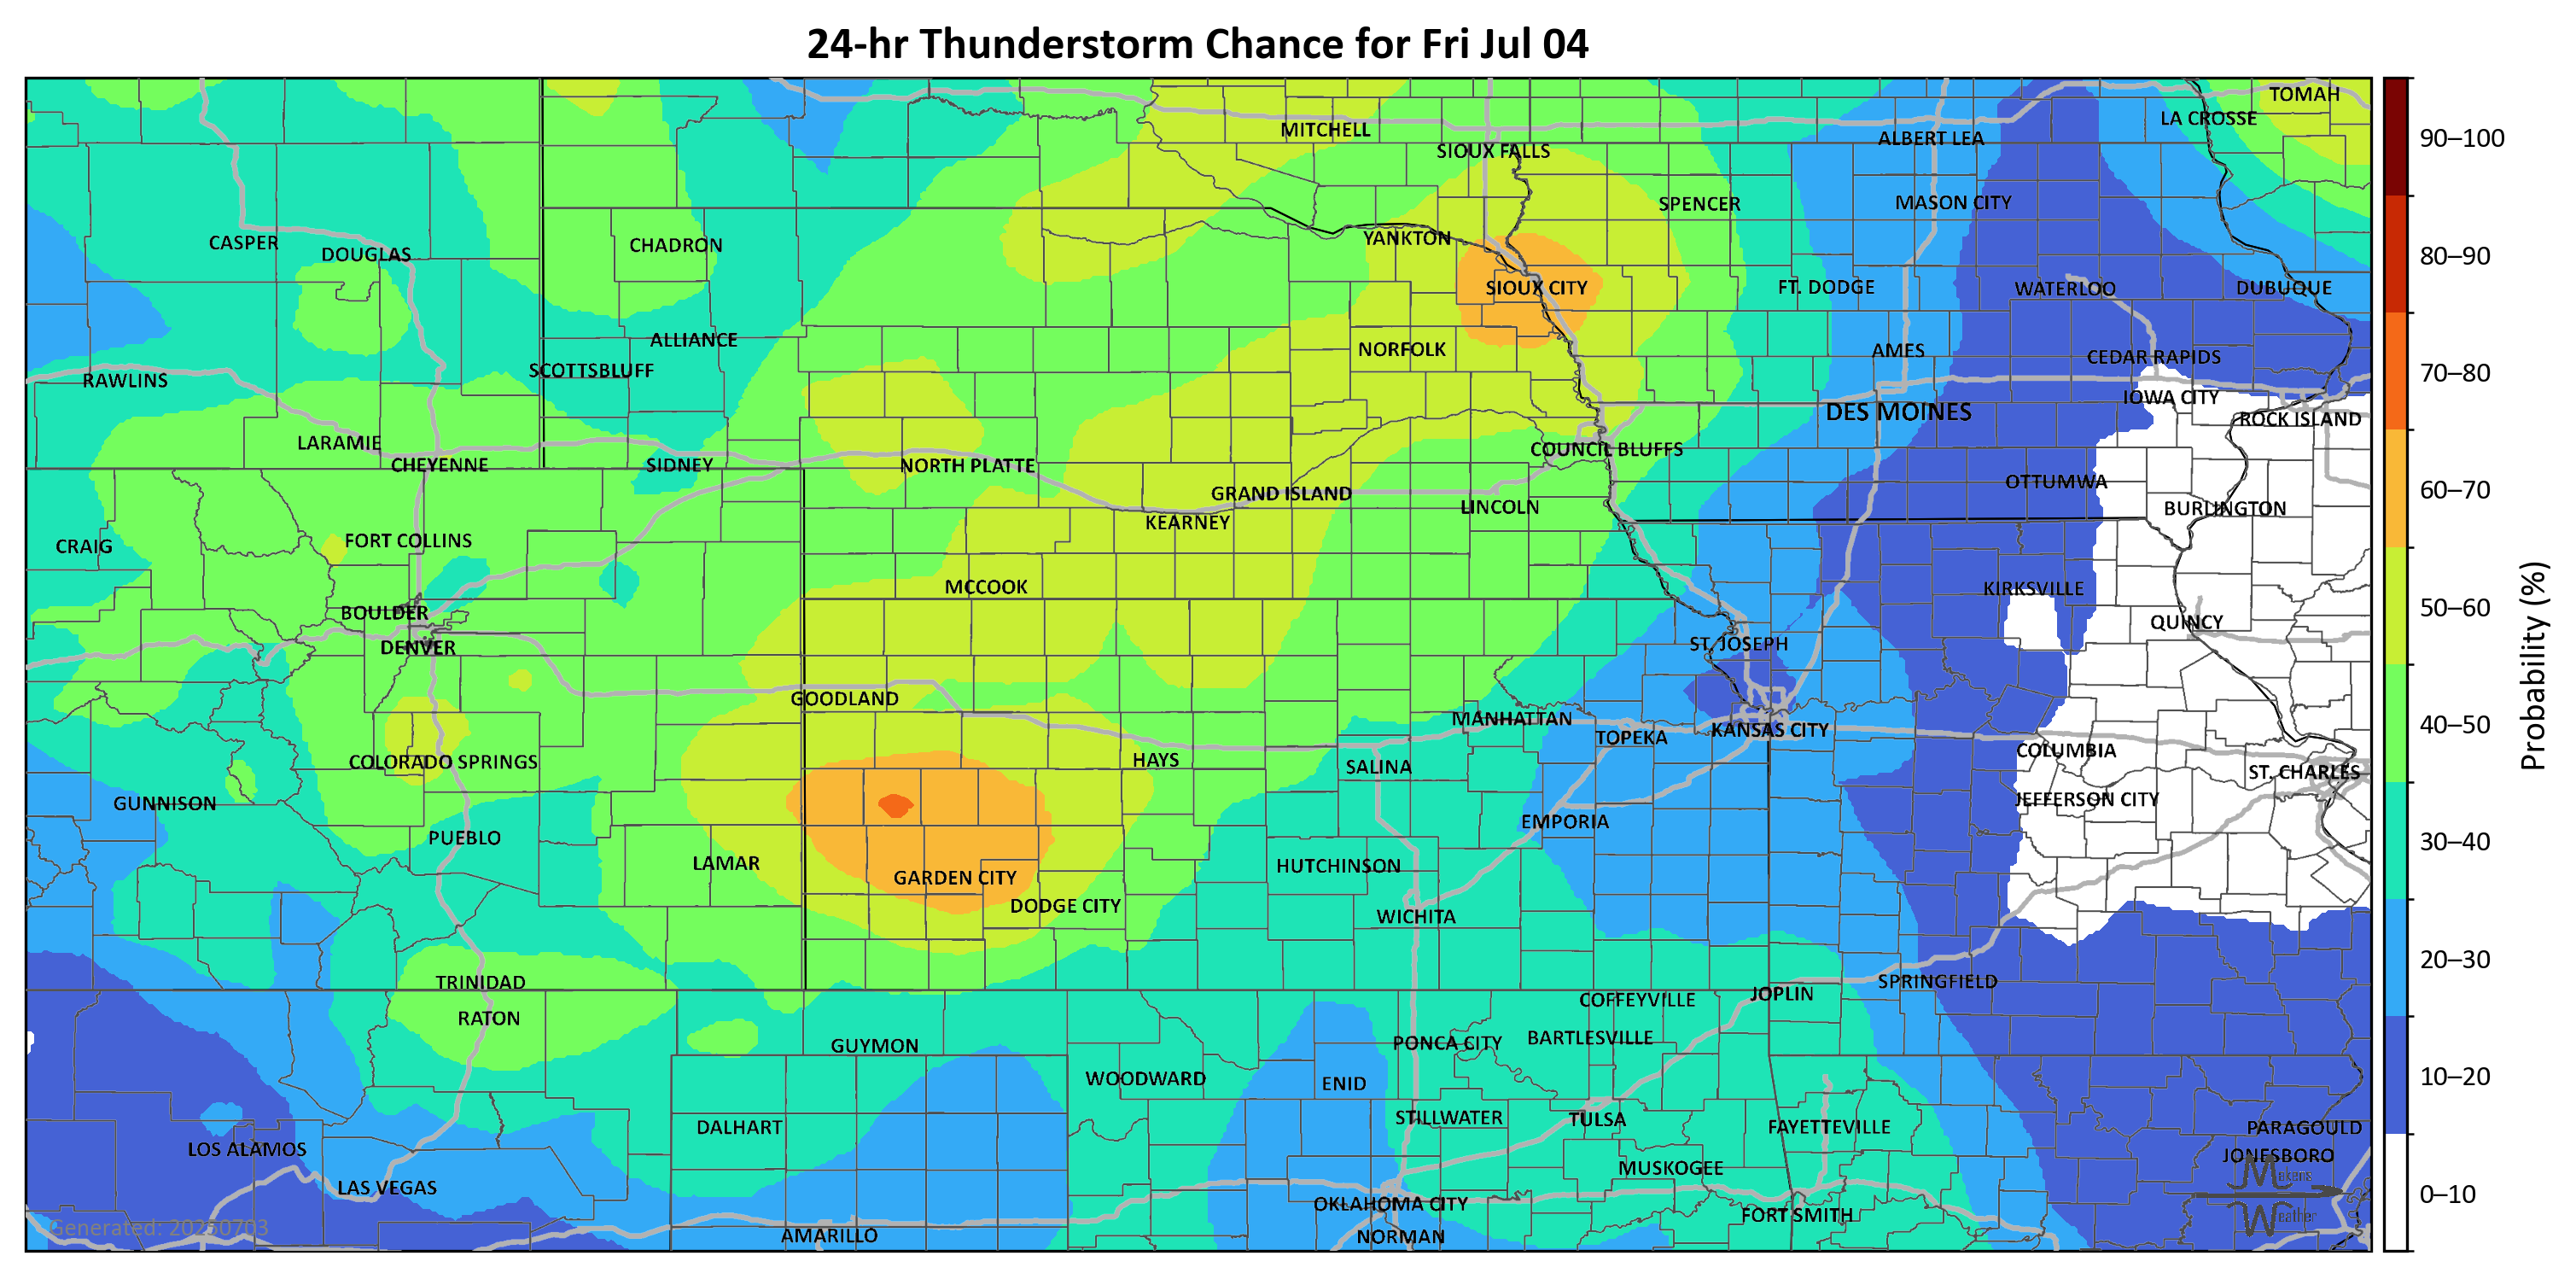 24-hr Thunderstorm Chance for Fri Jul 04
TOMAH
LA CROSSE
MITCHELL
ALBERT LEA
90–100
SIOUX FALLS
MASON CITY
SPENCER
YANKTON
CASPER
CHADRON
DOUGLAS
80–90
SIOUX CITY
FT. DODGE
WATERLOO
DUBUQUE
ALLIANCE
NORFOLK
AMES
CEDAR RAPIDS
SCOTTSBLUFF
70–80
RAWLINS
IOWA CITY
DES MOINES
ROCK ISLAND
LARAMIE
COUNCIL BLUFFS
CHEYENNE
SIDNEY
NORTH PLATTE
OTTUMWA
GRAND ISLAND
60–70
LINCOLN
BURLINGTON
KEARNEY
FORT COLLINS
CRAIG
MCCOOK
KIRKSVILLE
50–60
BOULDER
QUINCY
DENVER
ST. JOSEPH
Probability (%)
GOODLAND
MANHATTAN
40–50
KANSAS CITY
TOPEKA
COLUMBIA
COLORADO SPRINGS
HAYS
SALINA
ST. CHARLES
GUNNISON
JEFFERSON CITY
EMPORIA
PUEBLO
30–40
LAMAR
HUTCHINSON
GARDEN CITY
DODGE CITY
WICHITA
20–30
TRINIDAD
SPRINGFIELD
JOPLIN
COFFEYVILLE
RATON
BARTLESVILLE
PONCA CITY
GUYMON
WOODWARD
ENID
10–20
STILLWATER
TULSA
DALHART
FAYETTEVILLE
PARAGOULD
LOS ALAMOS
JONESBORO
MUSKOGEE
Makens
LAS VEGAS
0–10
OKLAHOMA CITY
FORT SMITH
Weather
Generated: 20250703
AMARILLO
NORMAN